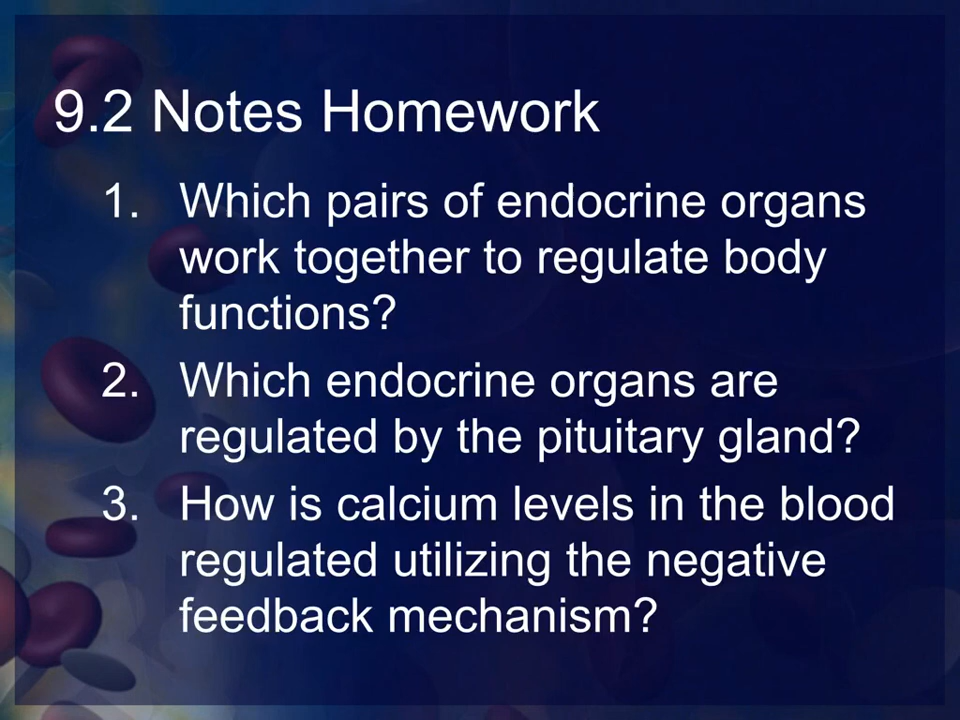 9.2 Notes Homework
1. Which pairs of endocrine organs
work together to regulate body
functions?
2. Which endocrine organs are
regulated by the pituitary gland?
3. How is calcium levels in the blood
regulated utilizing the negative
feedback mechanism?